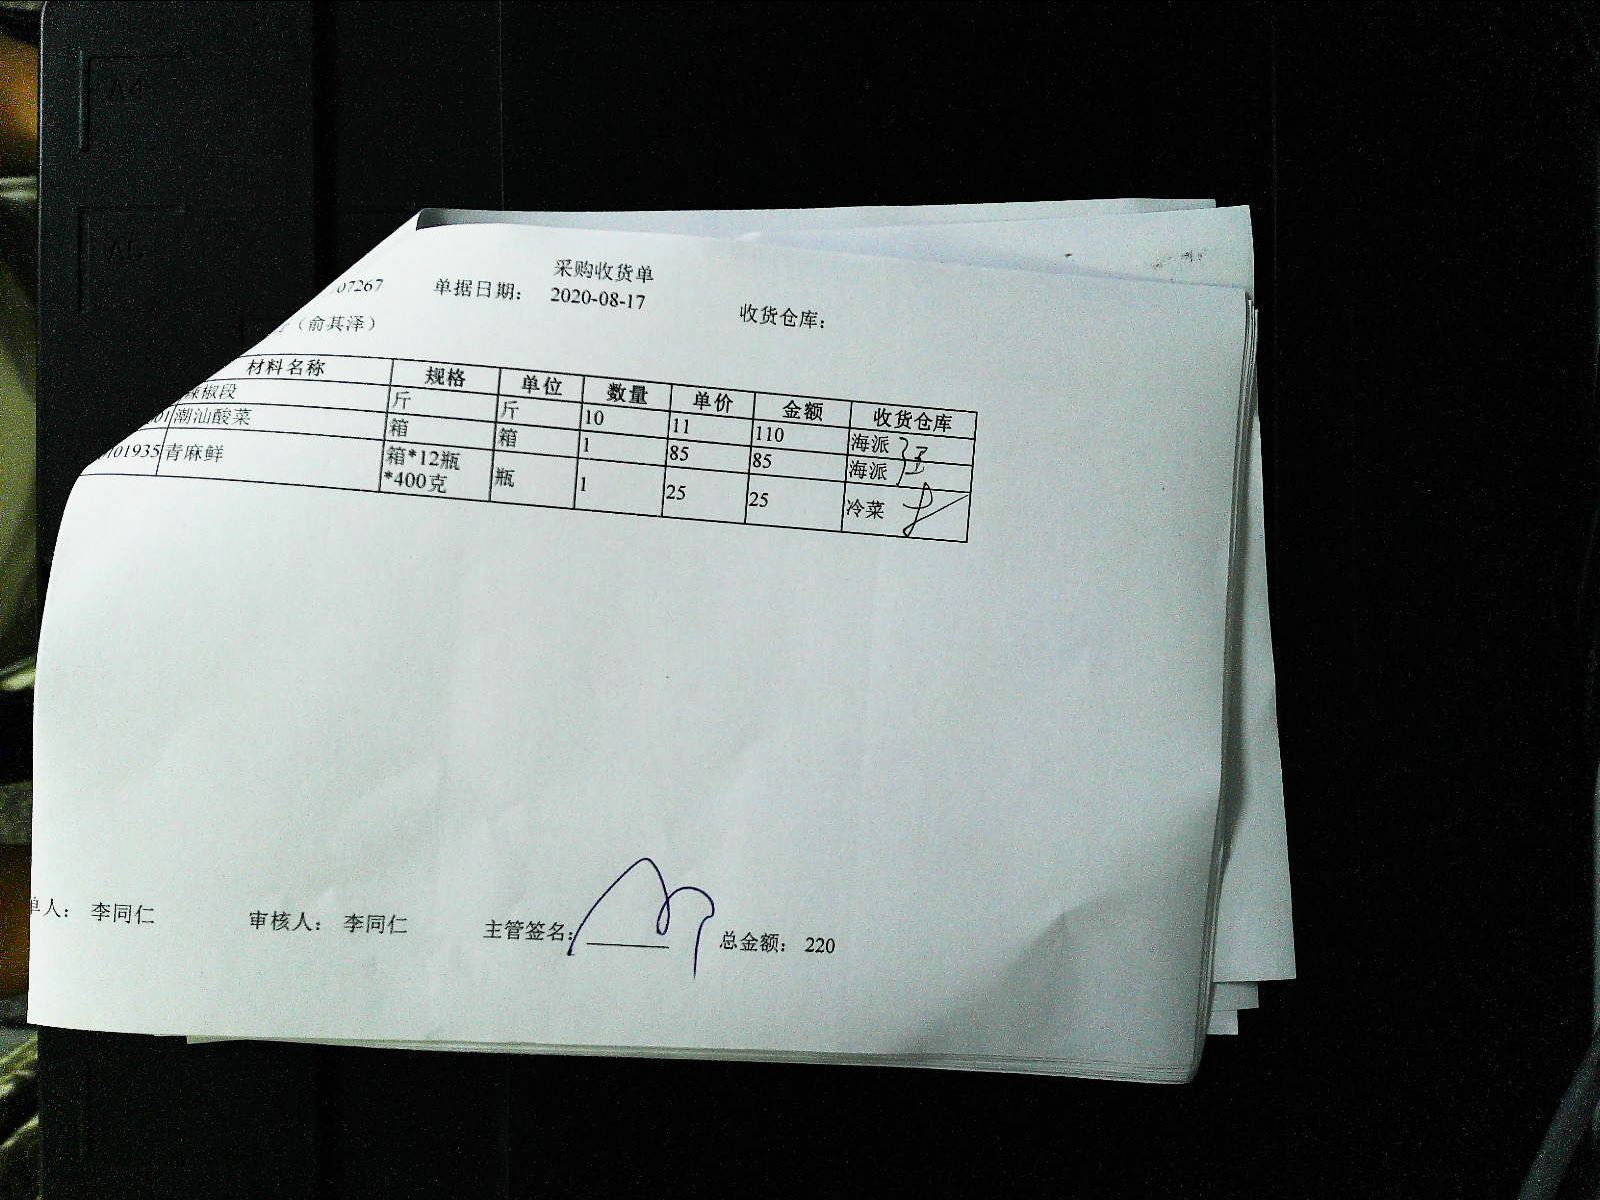 采购收货单
07267 单据日期: 2020-08-17 收货仓库:
(俞其泽)
材料名称 规格 单位 数量 单价 金额 收货仓库
辣椒段 斤 斤 10 11 110 海派
01 潮汕酸菜 箱 箱 1 85 85 海派
01935 青麻鲜 箱*12瓶 瓶 1 25 25 冷菜
*400克
单人: 李同仁 审核人: 李同仁 主管签名: 总金额: 220